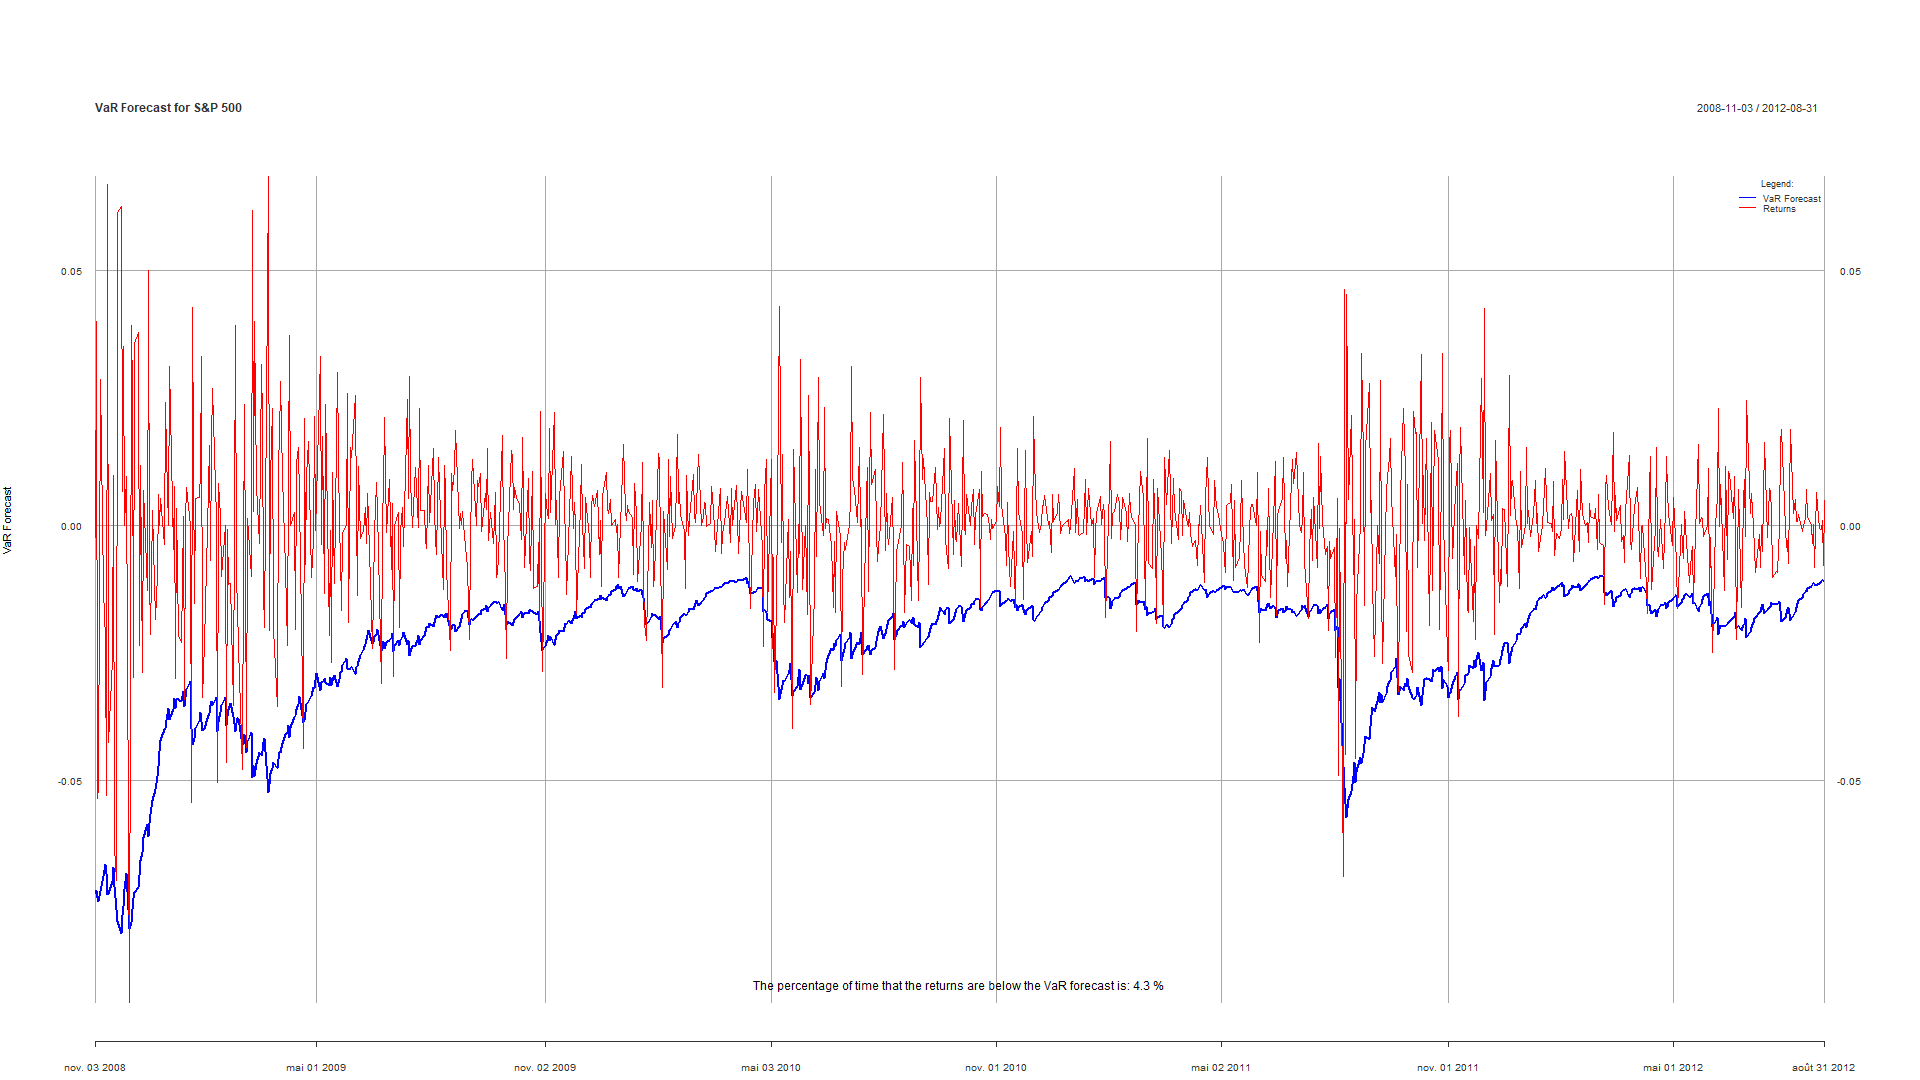 VaR Forecast for S&P 500
2008-11-03 / 2012-08-31
Legend:
VaR Forecast
Returns
0.05
0.05
0.00
0.00
-0.05
-0.05
VaR Forecast
The percentage of time that the returns are below the VaR forecast is: 4.3 %
nov. 03 2008
mai 01 2009
nov. 02 2009
mai 03 2010
nov. 01 2010
mai 02 2011
nov. 01 2011
mai 01 2012
août 31 2012